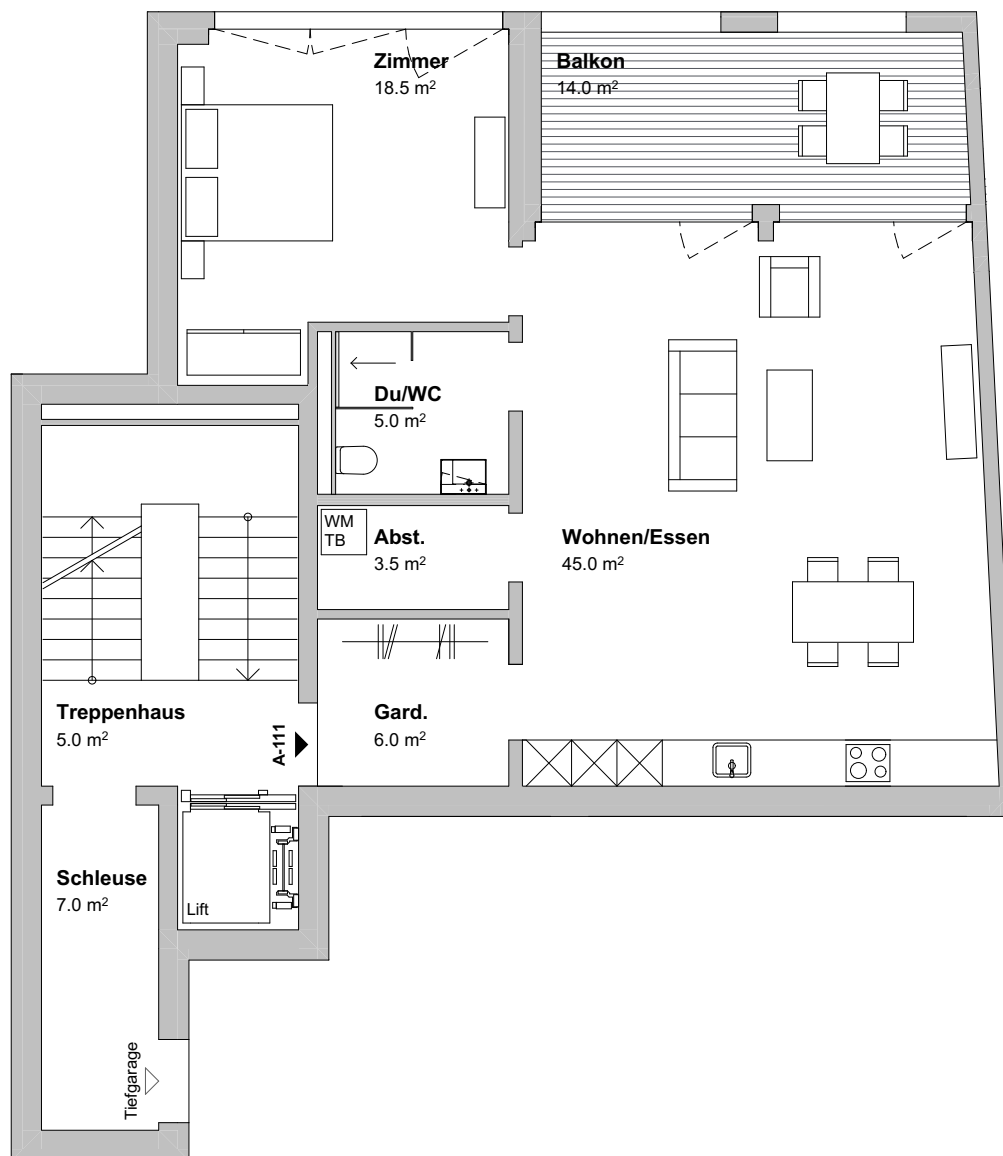 Zimmer
18.5 m²
Balkon
14.0 m²
Du/WC
5.0 m²
WM
TB
Abst.
3.5 m²
Wohnen/Essen
45.0 m²
Treppenhaus
5.0 m²
A-111
Gard.
6.0 m²
Schleuse
7.0 m²
Lift
Tiefgarage